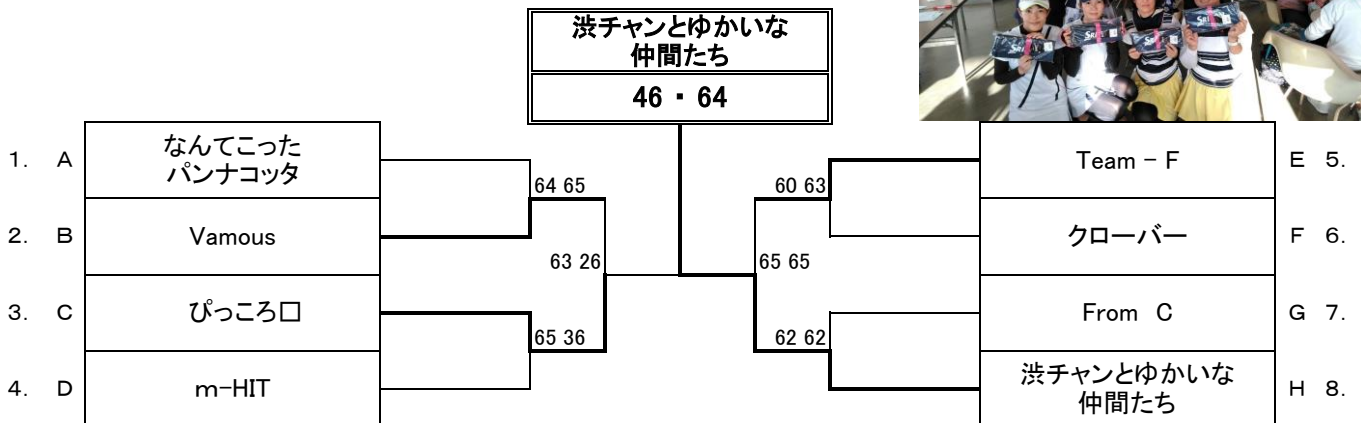 渋チャンとゆかいな
仲間たち
46 ・ 64
1. A なんてこった
パンナコッタ
64 65
2. B Vamous
63 26
3. C ぴっころ□
65 36
4. D m-HIT
Team - F E 5.
60 63
クローバー F 6.
65 65
From C G 7.
62 62
渋チャンとゆかいな
仲間たち H 8.